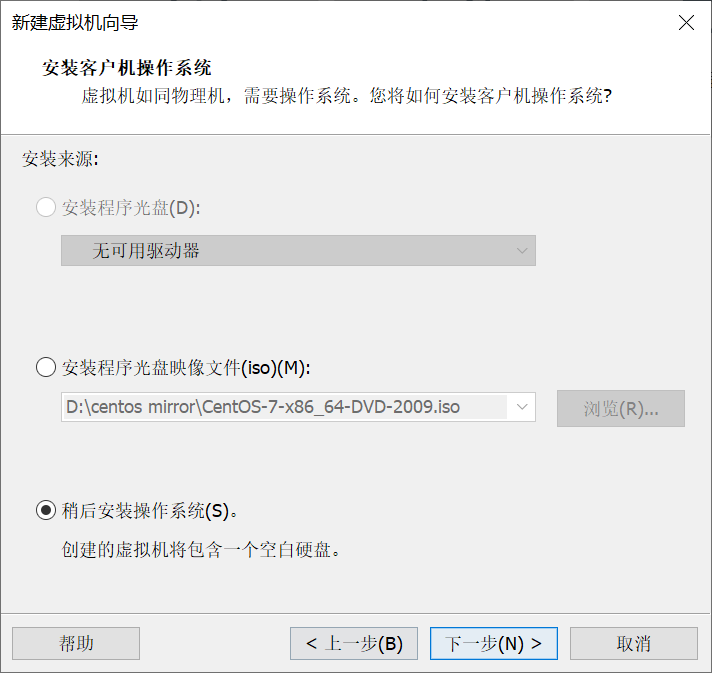 新建虚拟机向导
安装客户机操作系统
虚拟机如同物理机，需要操作系统。您将如何安装客户机操作系统?
安装来源:
安装程序光盘(D):
无可用驱动器
安装程序光盘映像文件(iso)(M):
D:\centos mirror\CentOS-7-x86_64-DVD-2009.iso
浏览(R)...
稍后安装操作系统(S)。
创建的虚拟机将包含一个空白硬盘。
帮助
< 上一步(B)
下一步(N) >
取消